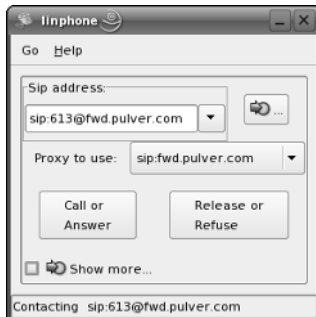 linphone
Go Help
Sip address:
sip:613@fwd.pulver.com
...
Proxy to use: sip:fwd.pulver.com
Call or
Answer
Release or
Refuse
Show more...
Contacting sip:613@fwd.pulver.com